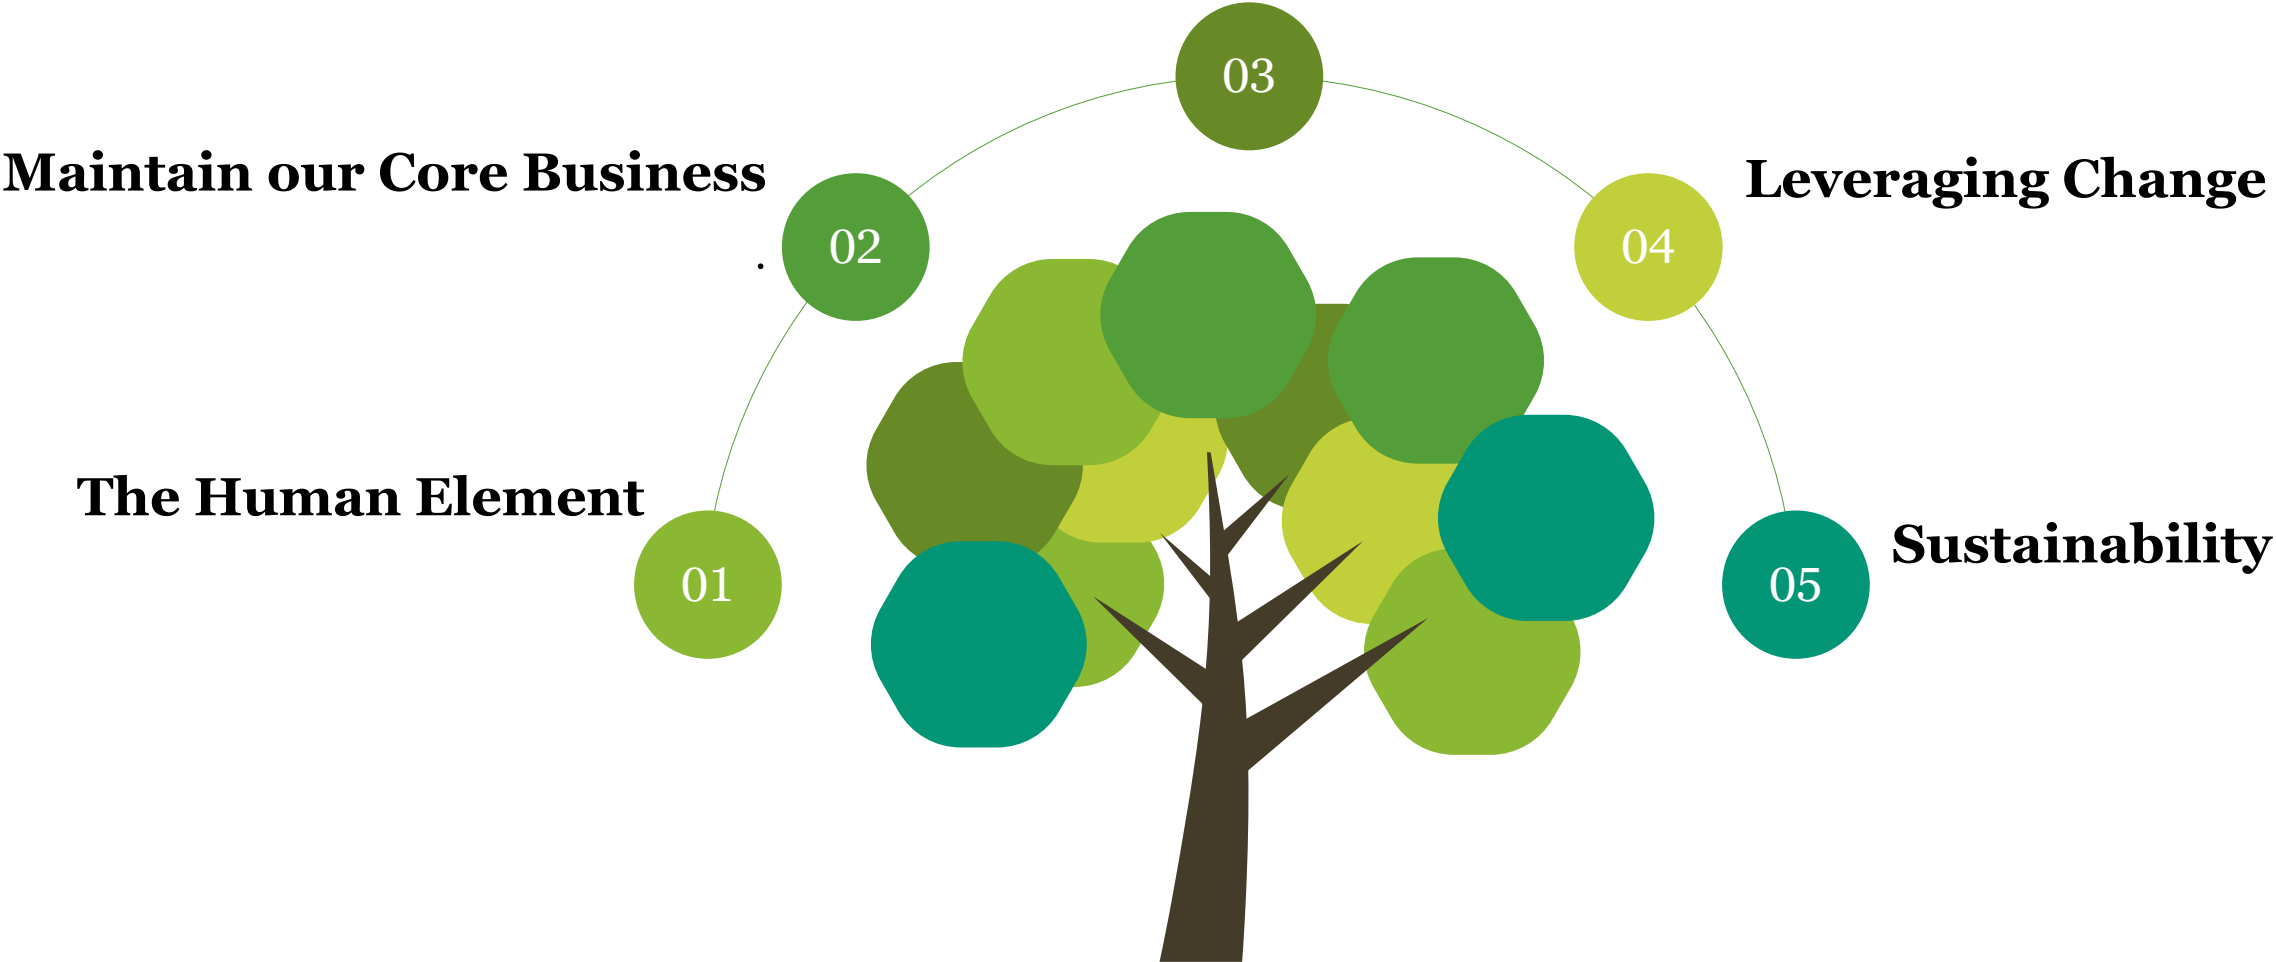 03
Maintain our Core Business
Leveraging Change
02
.
04
The Human Element
Sustainability
01
05